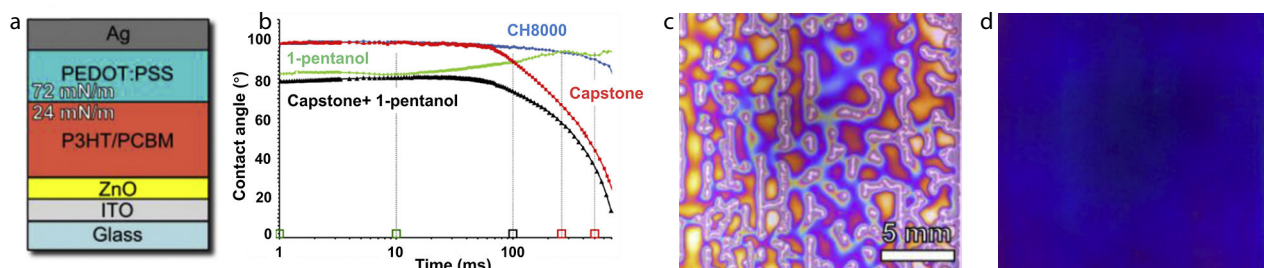 a
Ag
PEDOT:PSS
72 mN/m
24 mN/m
P3HT/PCBM
ZnO
ITO
Glass
b
Contact angle (°)
100
80
60
40
20
0
CH8000
1-pentanol
Capstone
Capstone+ 1-pentanol
1
10
100
Time (ms)
c
5 mm
d